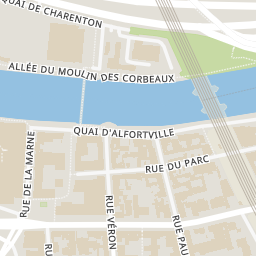 QUAI DE CHARENTON
ALLÉE DU MOULIN DES CORBEAUX
QUAI D'ALFORTVILLE
RUE DU PARC
RUE DE LA MARNE
RUE VÉRON
RUE PAU